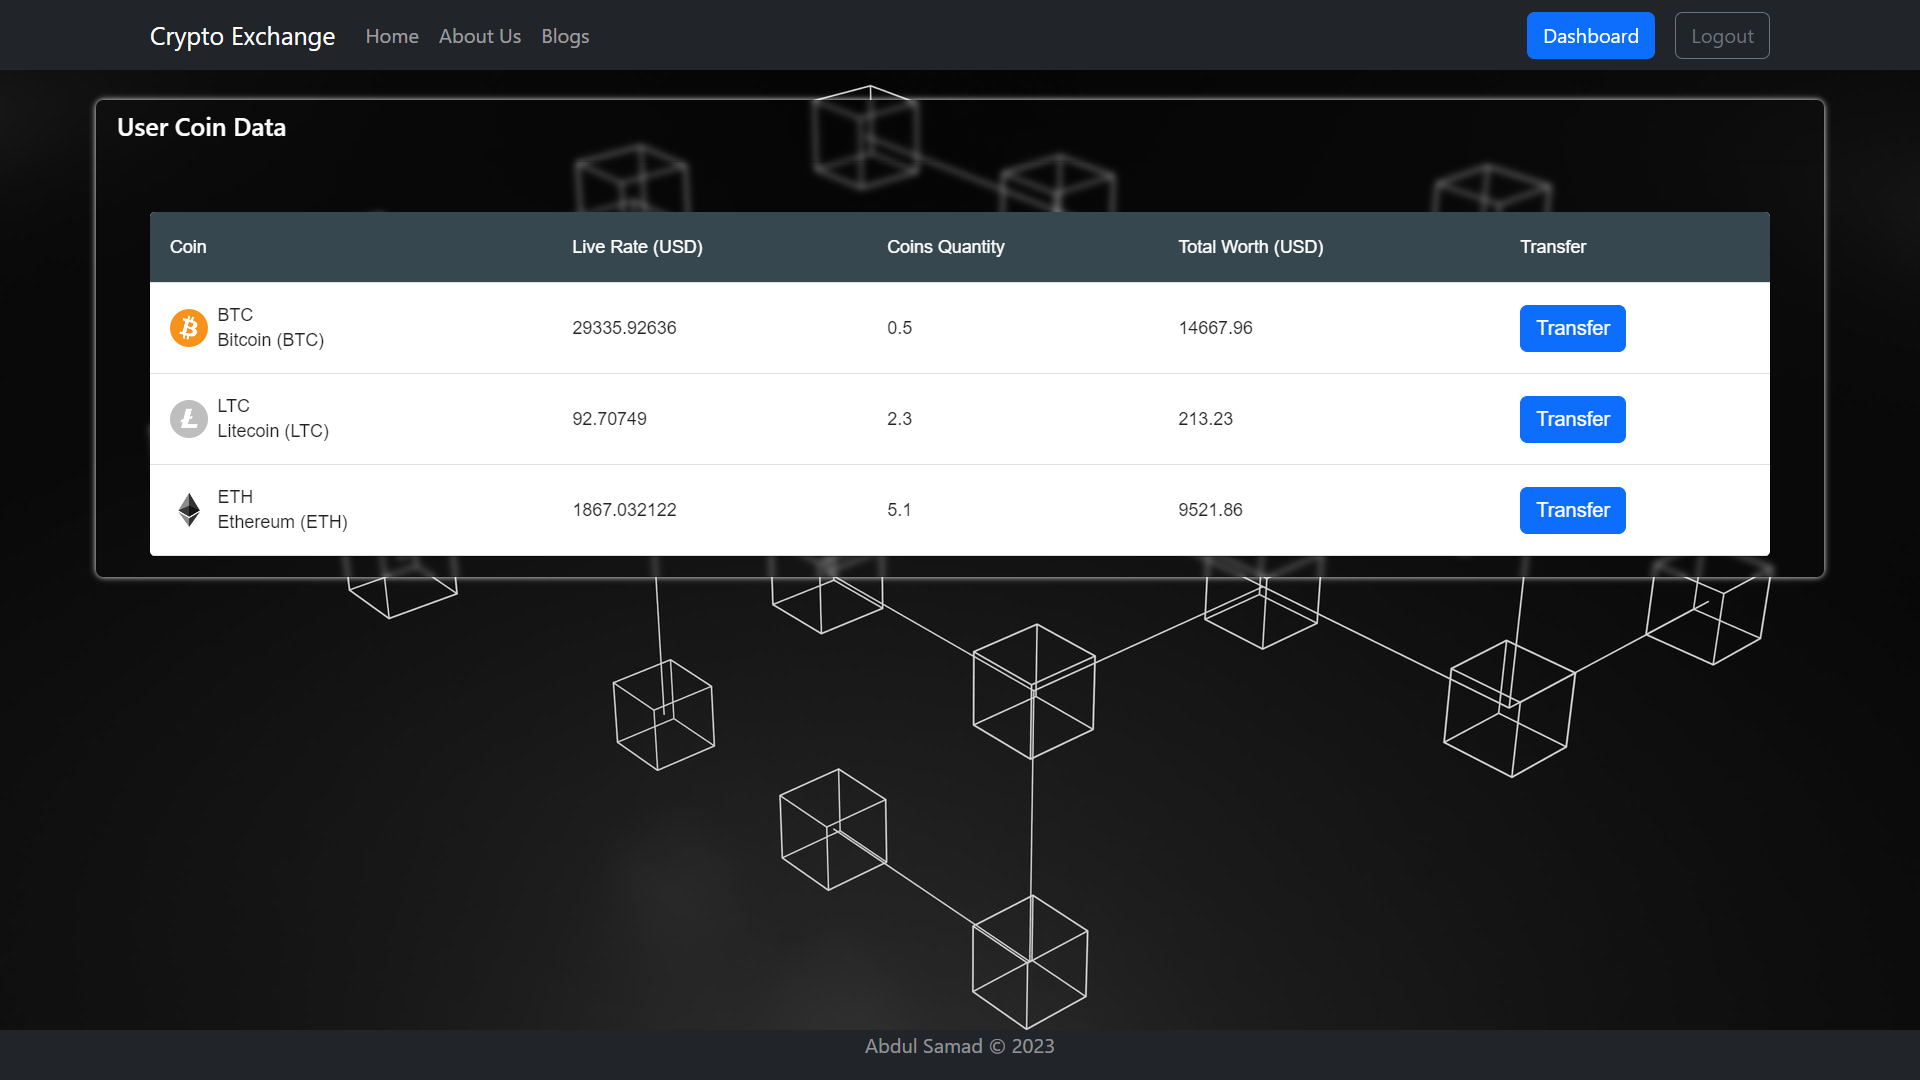 Crypto Exchange Home About Us Blogs Dashboard Logout
User Coin Data
Coin Live Rate (USD) Coins Quantity Total Worth (USD) Transfer
BTC
Bitcoin (BTC) 29335.92636 0.5 14667.96 Transfer
LTC
Litecoin (LTC) 92.70749 2.3 213.23 Transfer
ETH
Ethereum (ETH) 1867.032122 5.1 9521.86 Transfer
Abdul Samad © 2023